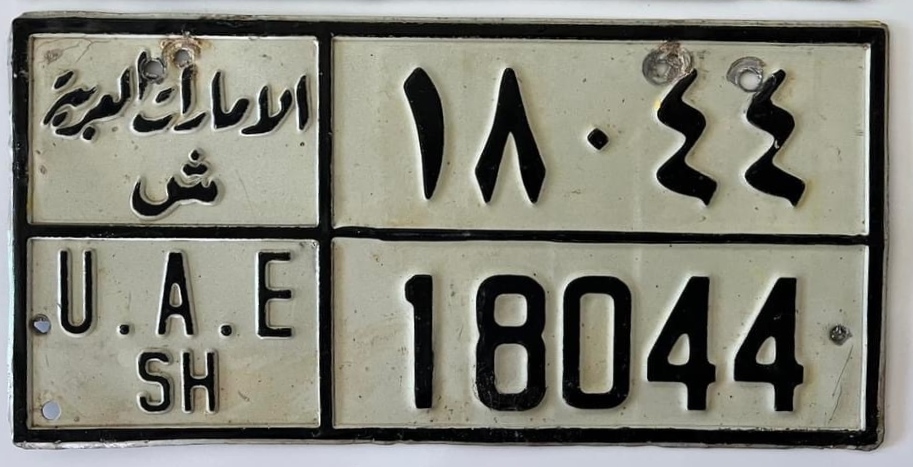 الامارات العربية
ش
١٨٠٤٤
U.A.E
SH
18044